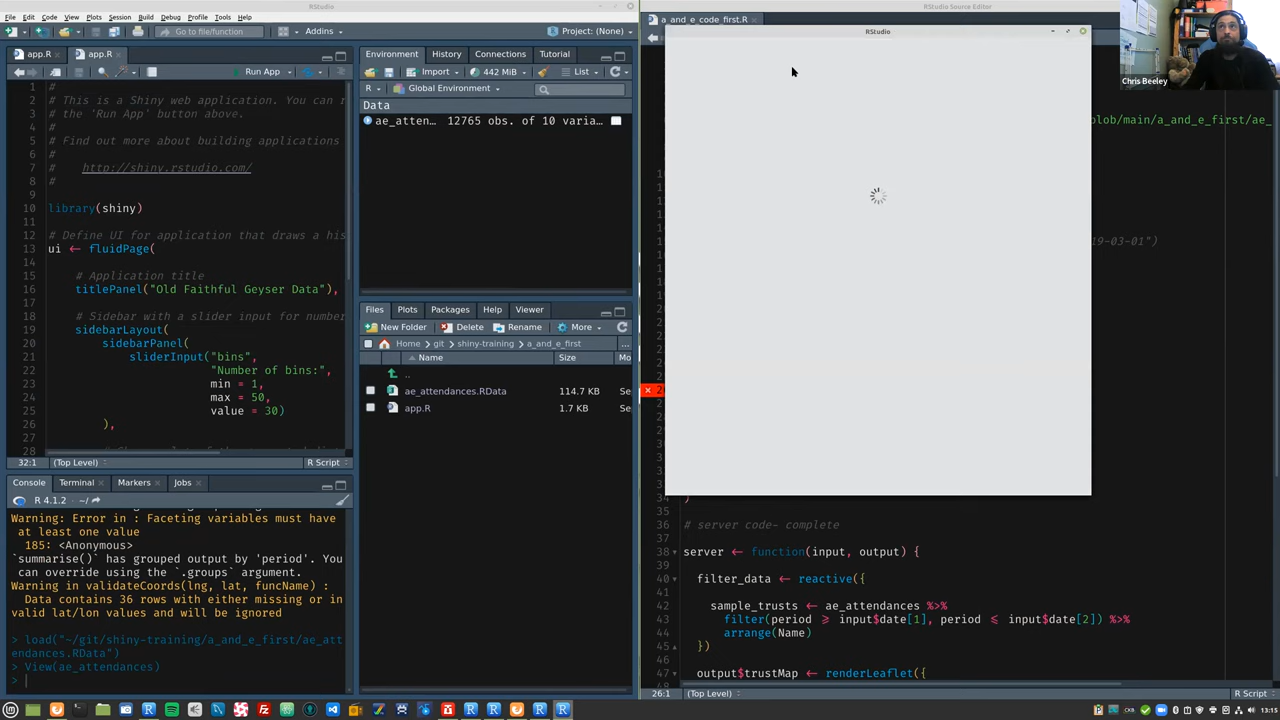 RStudio
File Edit Code View Plots Session Build Debug Profile Tools Help
Go to file/function
Addins
Project: (None)
app.R
app.R
Run App
1 #
2 # This is a Shiny web application. You can r
3 # the 'Run App' button above.
4 #
5 # Find out more about building applications
6 #
7 # http://shiny.rstudio.com/
8 #
9
10 library(shiny)
11
12 # Define UI for application that draws a his
13 ui ← fluidPage(
14
15 # Application title
16 titlePanel("Old Faithful Geyser Data"),
17
18 # Sidebar with a slider input for number
19 sidebarLayout(
20 sidebarPanel(
21 sliderInput("bins",
22 "Number of bins:",
23 min = 1,
24 max = 50,
25 value = 30)
26 ),
27
28
32:1 (Top Level) R Script
Console Terminal Markers Jobs
R 4.1.2 · ~/
Warning: Error in : Faceting variables must have
at least one value
185: <Anonymous>
`summarise()` has grouped output by 'period'. You
can override using the `.groups` argument.
Warning in validateCoords(lng, lat, funcName) :
Data contains 36 rows with either missing or in
valid lat/lon values and will be ignored
> load("~/git/shiny-training/a_and_e_first/ae_att
endances.RData")
> View(ae_attendances)
>
Environment History Connections Tutorial
Import 442 MiB List
R Global Environment
Data
ae_atten… 12765 obs. of 10 varia…
Files Plots Packages Help Viewer
New Folder Delete Rename More
Home git shiny-training a_and_e_first ...
Name Size Mo
..
ae_attendances.RData 114.7 KB Se
app.R 1.7 KB Se
RStudio Source Editor
a_and_e_code_first.R
RStudio
Chris Beeley
blob/main/a_and_e_first/ae_
19-03-01")
34 )
35
36 # server code- complete
37
38 server ← function(input, output) {
39
40 filter_data ← reactive({
41
42 sample_trusts ← ae_attendances %>%
43 filter(period ⩾ input$date[1], period ⩽ input$date[2]) %>%
44 arrange(Name)
45 })
46
47 output$trustMap ← renderLeaflet({
48
26:1 (Top Level) R Script
13:15